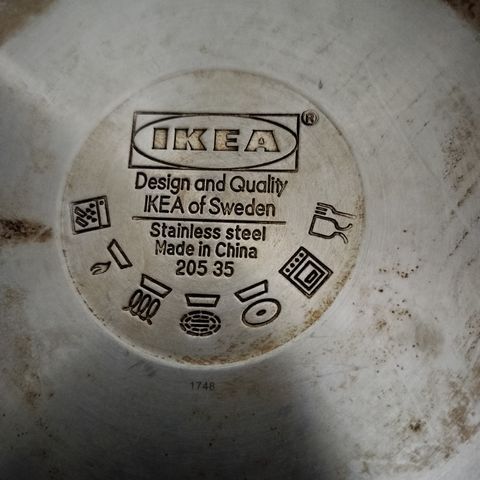 IKEA®
Design and Quality
IKEA of Sweden
Stainless steel
Made in China
205 35
1748